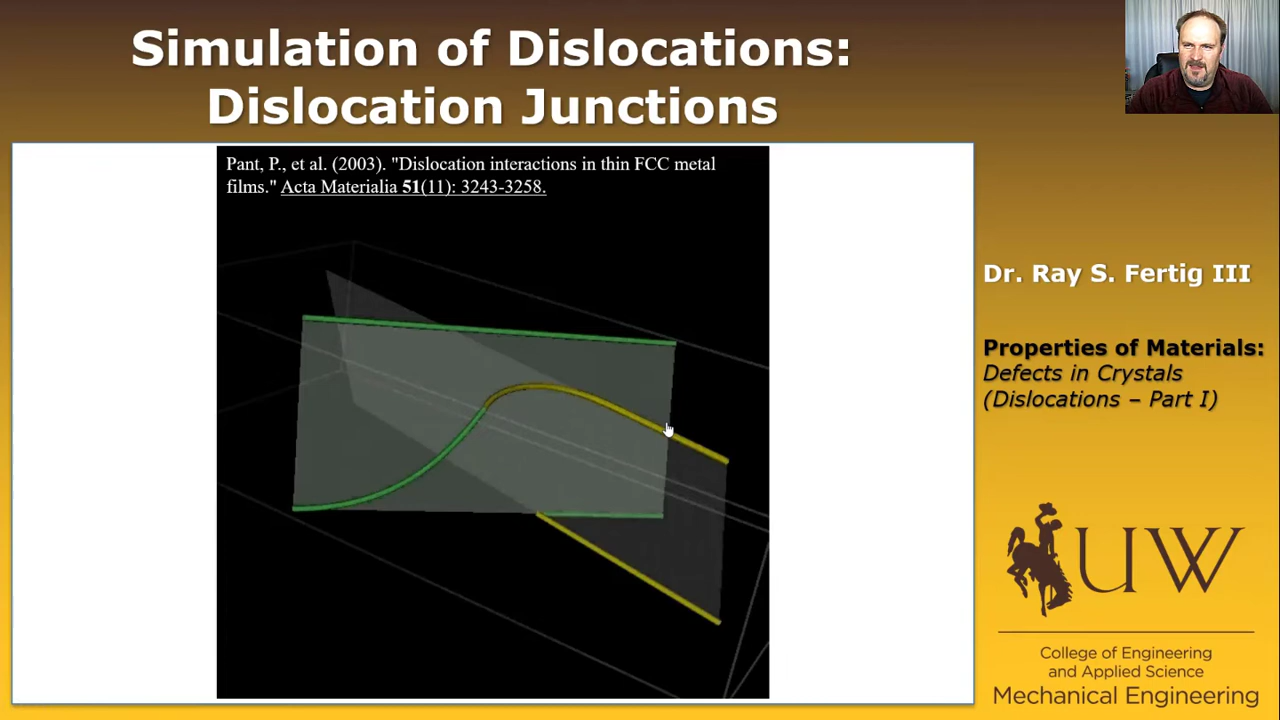 Simulation of Dislocations:
Dislocation Junctions
Pant, P., et al. (2003). "Dislocation interactions in thin FCC metal
films." Acta Materialia 51(11): 3243-3258.
Dr. Ray S. Fertig III
Properties of Materials:
Defects in Crystals
(Dislocations – Part I)
UW
College of Engineering
and Applied Science
Mechanical Engineering